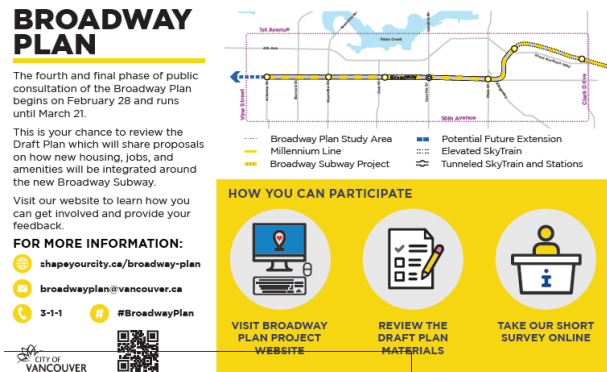 BROADWAY
PLAN
The fourth and final phase of public
consultation of the Broadway Plan
begins on February 28 and runs
until March 21.
This is your chance to review the
Draft Plan which will share proposals
on how new housing, jobs, and
amenities will be integrated around
the new Broadway Subway.
Visit our website to learn how you
can get involved and provide your
feedback.
FOR MORE INFORMATION:
shapeyourcity.ca/broadway-plan
broadwayplan@vancouver.ca
3-1-1
# #BroadwayPlan
CITY OF
VANCOUVER
1st Avenue
False Creek
Broadway
Vine Street
Clark Drive
16th Avenue
Broadway Plan Study Area
Millennium Line
Broadway Subway Project
Potential Future Extension
Elevated SkyTrain
Tunneled SkyTrain and Stations
HOW YOU CAN PARTICIPATE
i
VISIT BROADWAY
PLAN PROJECT
WEBSITE
REVIEW THE
DRAFT PLAN
MATERIALS
TAKE OUR SHORT
SURVEY ONLINE